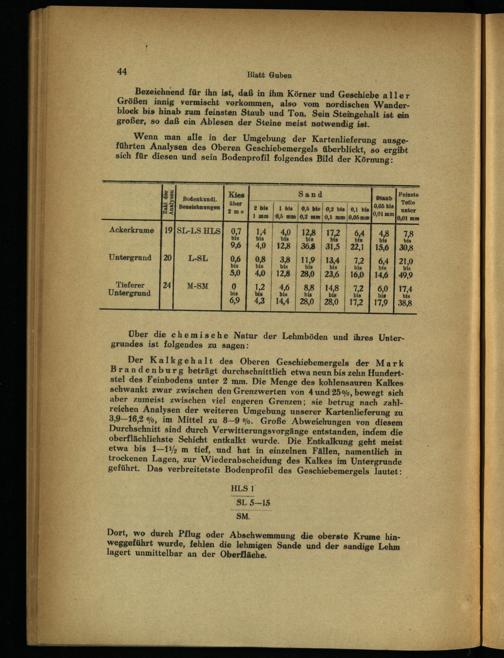 44
Blatt Guben
Bezeichnend für ihn ist, daß in ihm Körner und Geschiebe aller
Größen innig vermischt vorkommen, also vom nordischen Wander-
block bis hinab zum feinsten Staub und Ton. Sein Steingehalt ist ein
großer, so daß ein Ablesen der Steine meist notwendig ist.
Wenn man alle in der Umgebung der Kartenlieferung ausge-
führten Analysen des Oberen Geschiebemergels überblickt, so ergibt
sich für diesen und sein Bodenprofil folgendes Bild der Körnung:
Zahl der Analysen Bodenkundl. Bezeichnungen Kies über 2 mm Sand 2 bis 1 mm 1 bis 0,5 mm 0,5 bis 0,2 mm 0,2 bis 0,1 mm 0,1 bis 0,05 mm Staub 0,05 bis 0,01 mm Feinste Teile unter 0,01 mm
Ackerkrume 19 SL-LS HLS 0,7 1,4 4,0 12,8 17,2 6,4 4,8 7,8
bis bis bis bis bis bis bis bis
9,6 4,0 12,8 36,8 31,5 22,1 15,6 30,8
Untergrund 20 L-SL 0,6 0,8 3,8 11,9 13,4 7,2 6,4 21,0
bis bis bis bis bis bis bis bis
5,0 4,0 12,8 28,0 23,6 16,0 14,6 49,9
Tieferer 24 M-SM 0 1,2 4,6 8,8 14,8 7,2 6,0 17,4
Untergrund bis bis bis bis bis bis bis bis
6,9 4,3 14,4 28,0 28,0 17,2 17,9 38,8
Über die chemische Natur der Lehmböden und ihres Unter-
grundes ist folgendes zu sagen:
Der Kalkgehalt des Oberen Geschiebemergels der Mark
Brandenburg beträgt durchschnittlich etwa neun bis zehn Hundert-
stel des Feinbodens unter 2 mm. Die Menge des kohlensauren Kalkes
schwankt zwar zwischen den Grenzwerten von 4 und 25%, bewegt sich
aber zumeist zwischen viel engeren Grenzen; sie betrug nach zahl-
reichen Analysen der weiteren Umgebung unserer Kartenlieferung zu
3,9—16,2 %, im Mittel zu 8—9 %. Große Abweichungen von diesem
Durchschnitt sind durch Verwitterungsvorgänge entstanden, indem die
oberflächlichste Schicht entkalkt wurde. Die Entkalkung geht meist
etwa bis 1—1½ m tief, und hat in einzelnen Fällen, namentlich in
trockenen Lagen, zur Wiederabscheidung des Kalkes im Untergrunde
geführt. Das verbreitetste Bodenprofil des Geschiebemergels lautet:
HLS 1
SL 5—15
SM.
Dort, wo durch Pflug oder Abschwemmung die oberste Krume hin-
weggeführt wurde, fehlen die lehmigen Sande und der sandige Lehm
lagert unmittelbar an der Oberfläche.